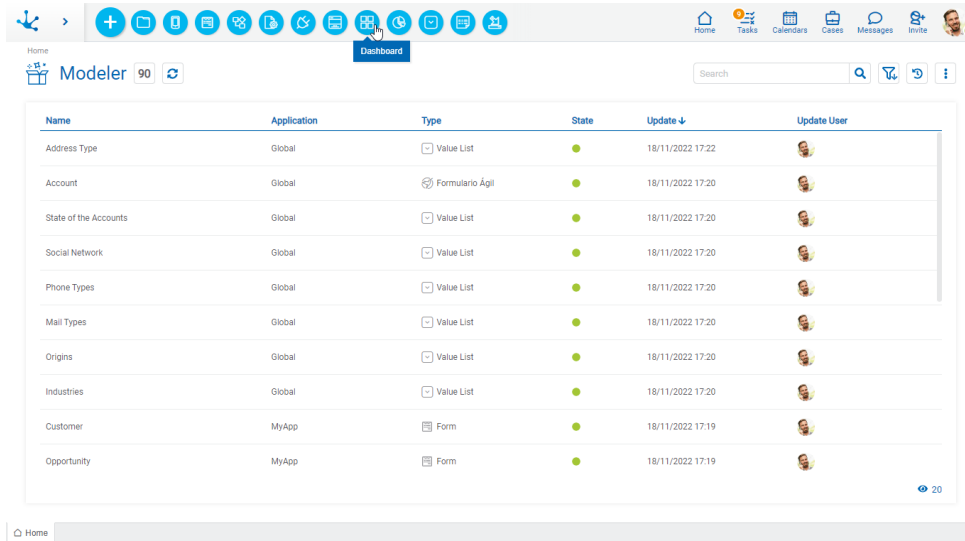 9
Home Tasks Calendars Cases Messages Invite
Dashboard
Home
Modeler 90
Search
Name Application Type State Update Update User
Address Type Global Value List 18/11/2022 17:22
Account Global Formulario Ágil 18/11/2022 17:20
State of the Accounts Global Value List 18/11/2022 17:20
Social Network Global Value List 18/11/2022 17:20
Phone Types Global Value List 18/11/2022 17:20
Mail Types Global Value List 18/11/2022 17:20
Origins Global Value List 18/11/2022 17:20
Industries Global Value List 18/11/2022 17:20
Customer MyApp Form 18/11/2022 17:19
Opportunity MyApp Form 18/11/2022 17:19
20
Home